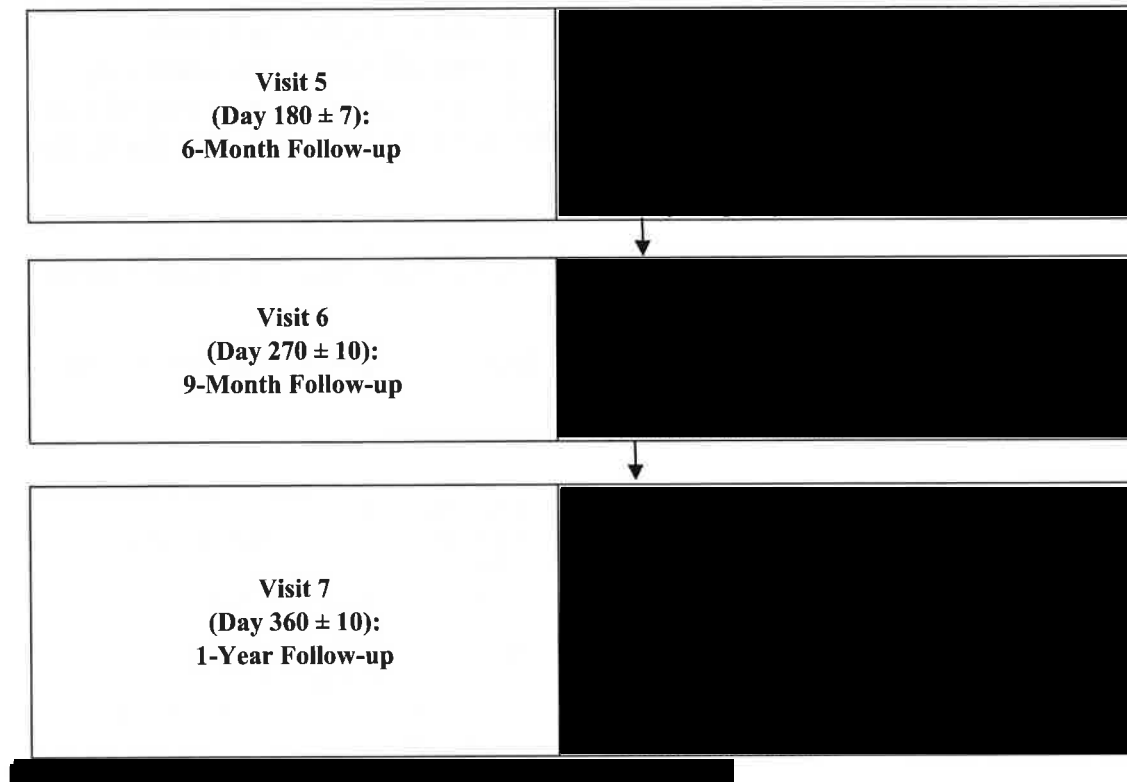 Visit 5
(Day 180 ± 7):
6-Month Follow-up
Visit 6
(Day 270 ± 10):
9-Month Follow-up
Visit 7
(Day 360 ± 10):
1-Year Follow-up